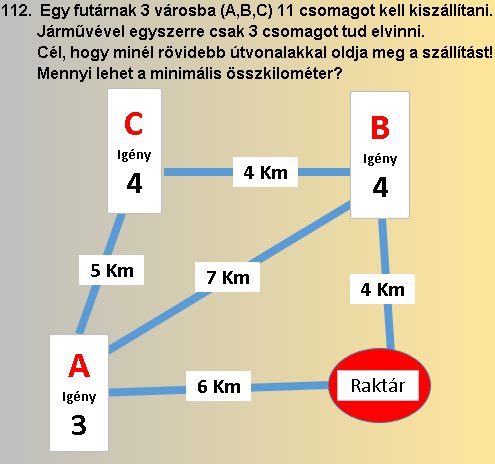 112. Egy futárnak 3 városba (A,B,C) 11 csomagot kell kiszállítani.
Járművével egyszerre csak 3 csomagot tud elvinni.
Cél, hogy minél rövidebb útvonalakkal oldja meg a szállítást!
Mennyi lehet a minimális összkilométer?
C
Igény
4
B
Igény
4
4 Km
5 Km
7 Km
4 Km
A
Igény
3
6 Km
Raktár